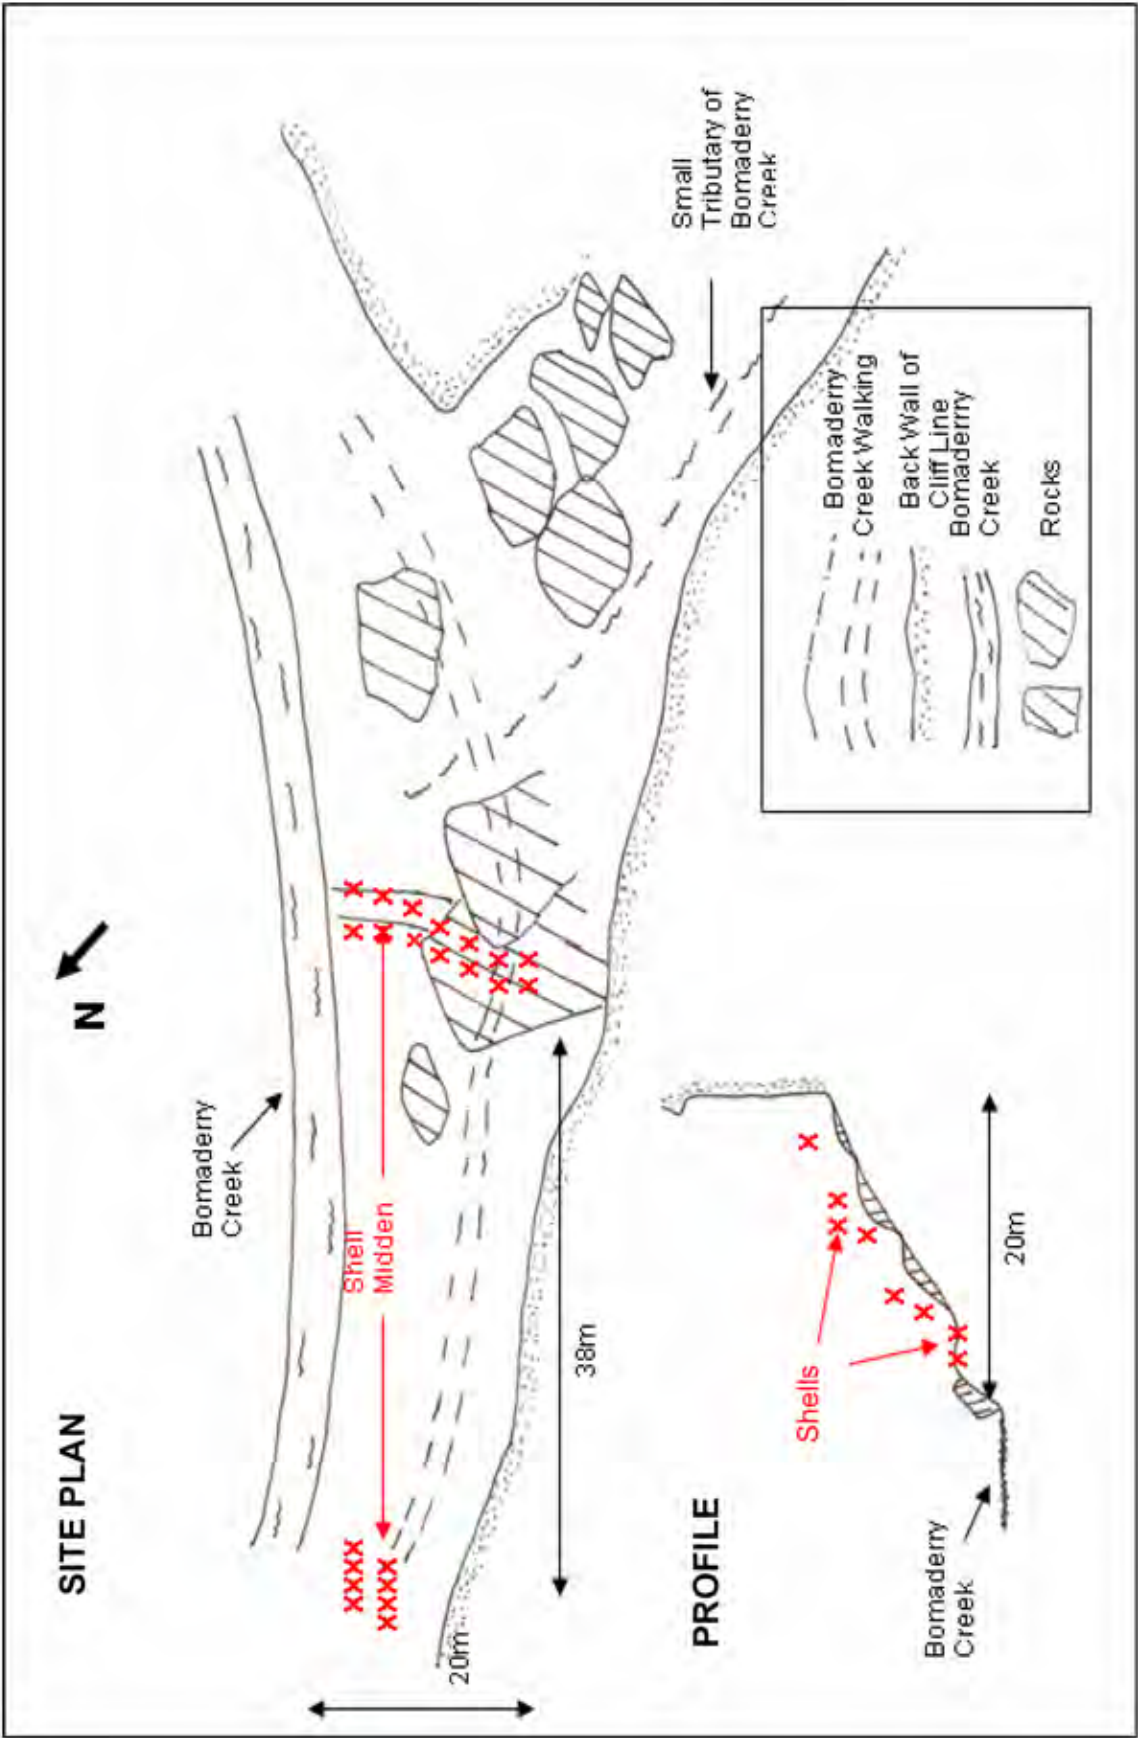 SITE PLAN
N
Bomaderry
Creek
Shell
Midden
Small
Tributary of
Bomaderry
Creek
20m
38m
PROFILE
Shells
Bomaderry
Creek
20m
Bomaderry
Creek Walking
Back Wall of
Cliff Line
Bomaderrry
Creek
Rocks